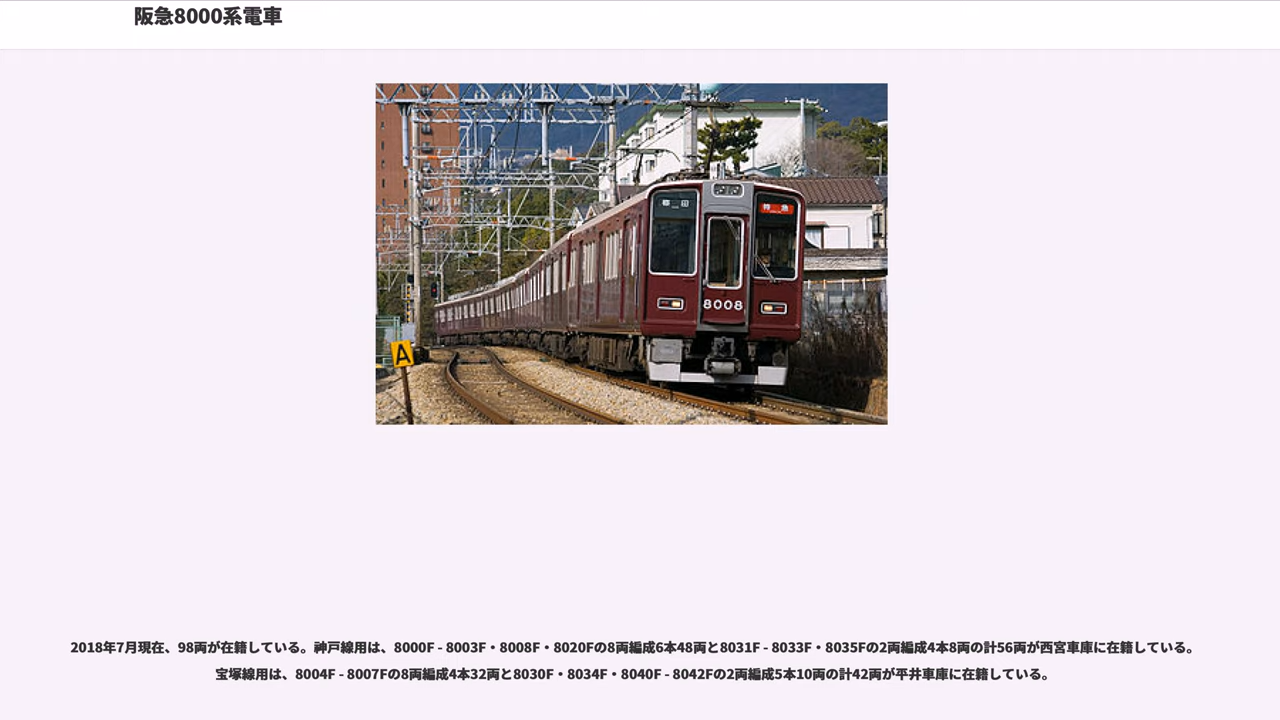 阪急8000系電車
特急
8008
A
2018年7月現在、98両が在籍している。神戸線用は、8000F - 8003F・8008F・8020Fの8両編成6本48両と8031F - 8033F・8035Fの2両編成4本8両の計56両が西宮車庫に在籍している。
宝塚線用は、8004F - 8007Fの8両編成4本32両と8030F・8034F・8040F - 8042Fの2両編成5本10両の計42両が平井車庫に在籍している。